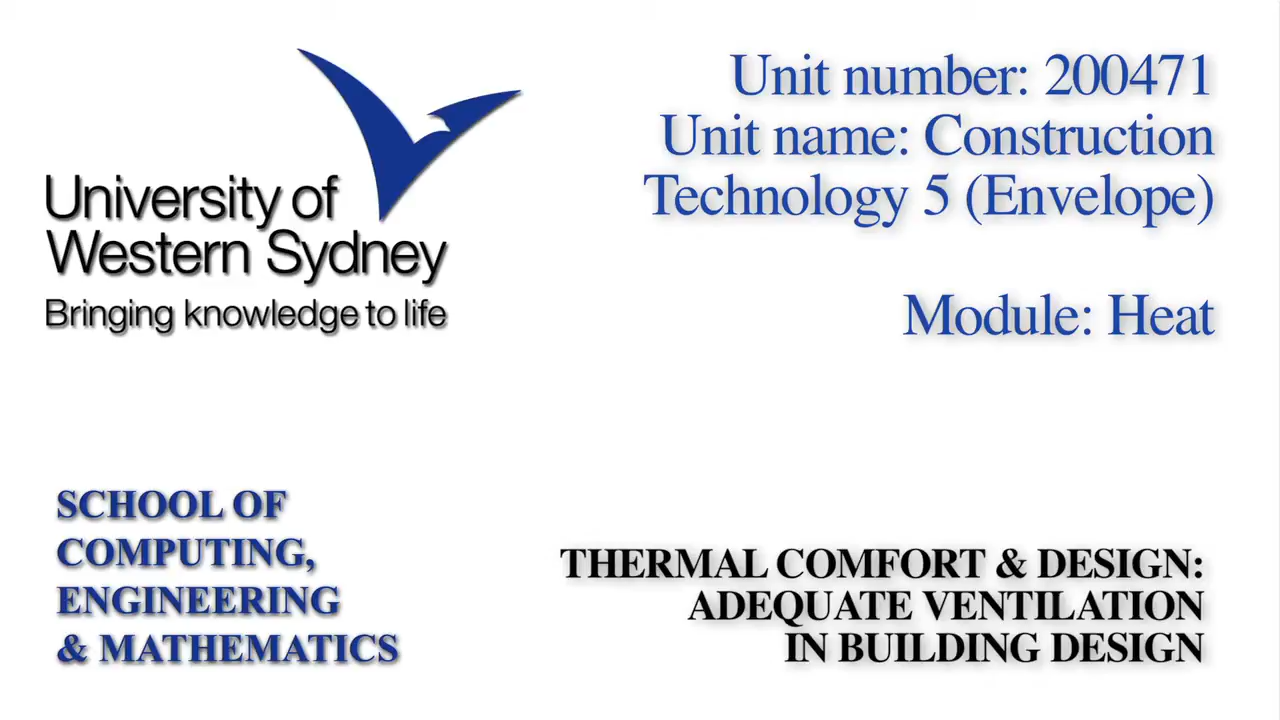 University of
Western Sydney
Bringing knowledge to life
Unit number: 200471
Unit name: Construction
Technology 5 (Envelope)
Module: Heat
SCHOOL OF
COMPUTING,
ENGINEERING
& MATHEMATICS
THERMAL COMFORT & DESIGN:
ADEQUATE VENTILATION
IN BUILDING DESIGN